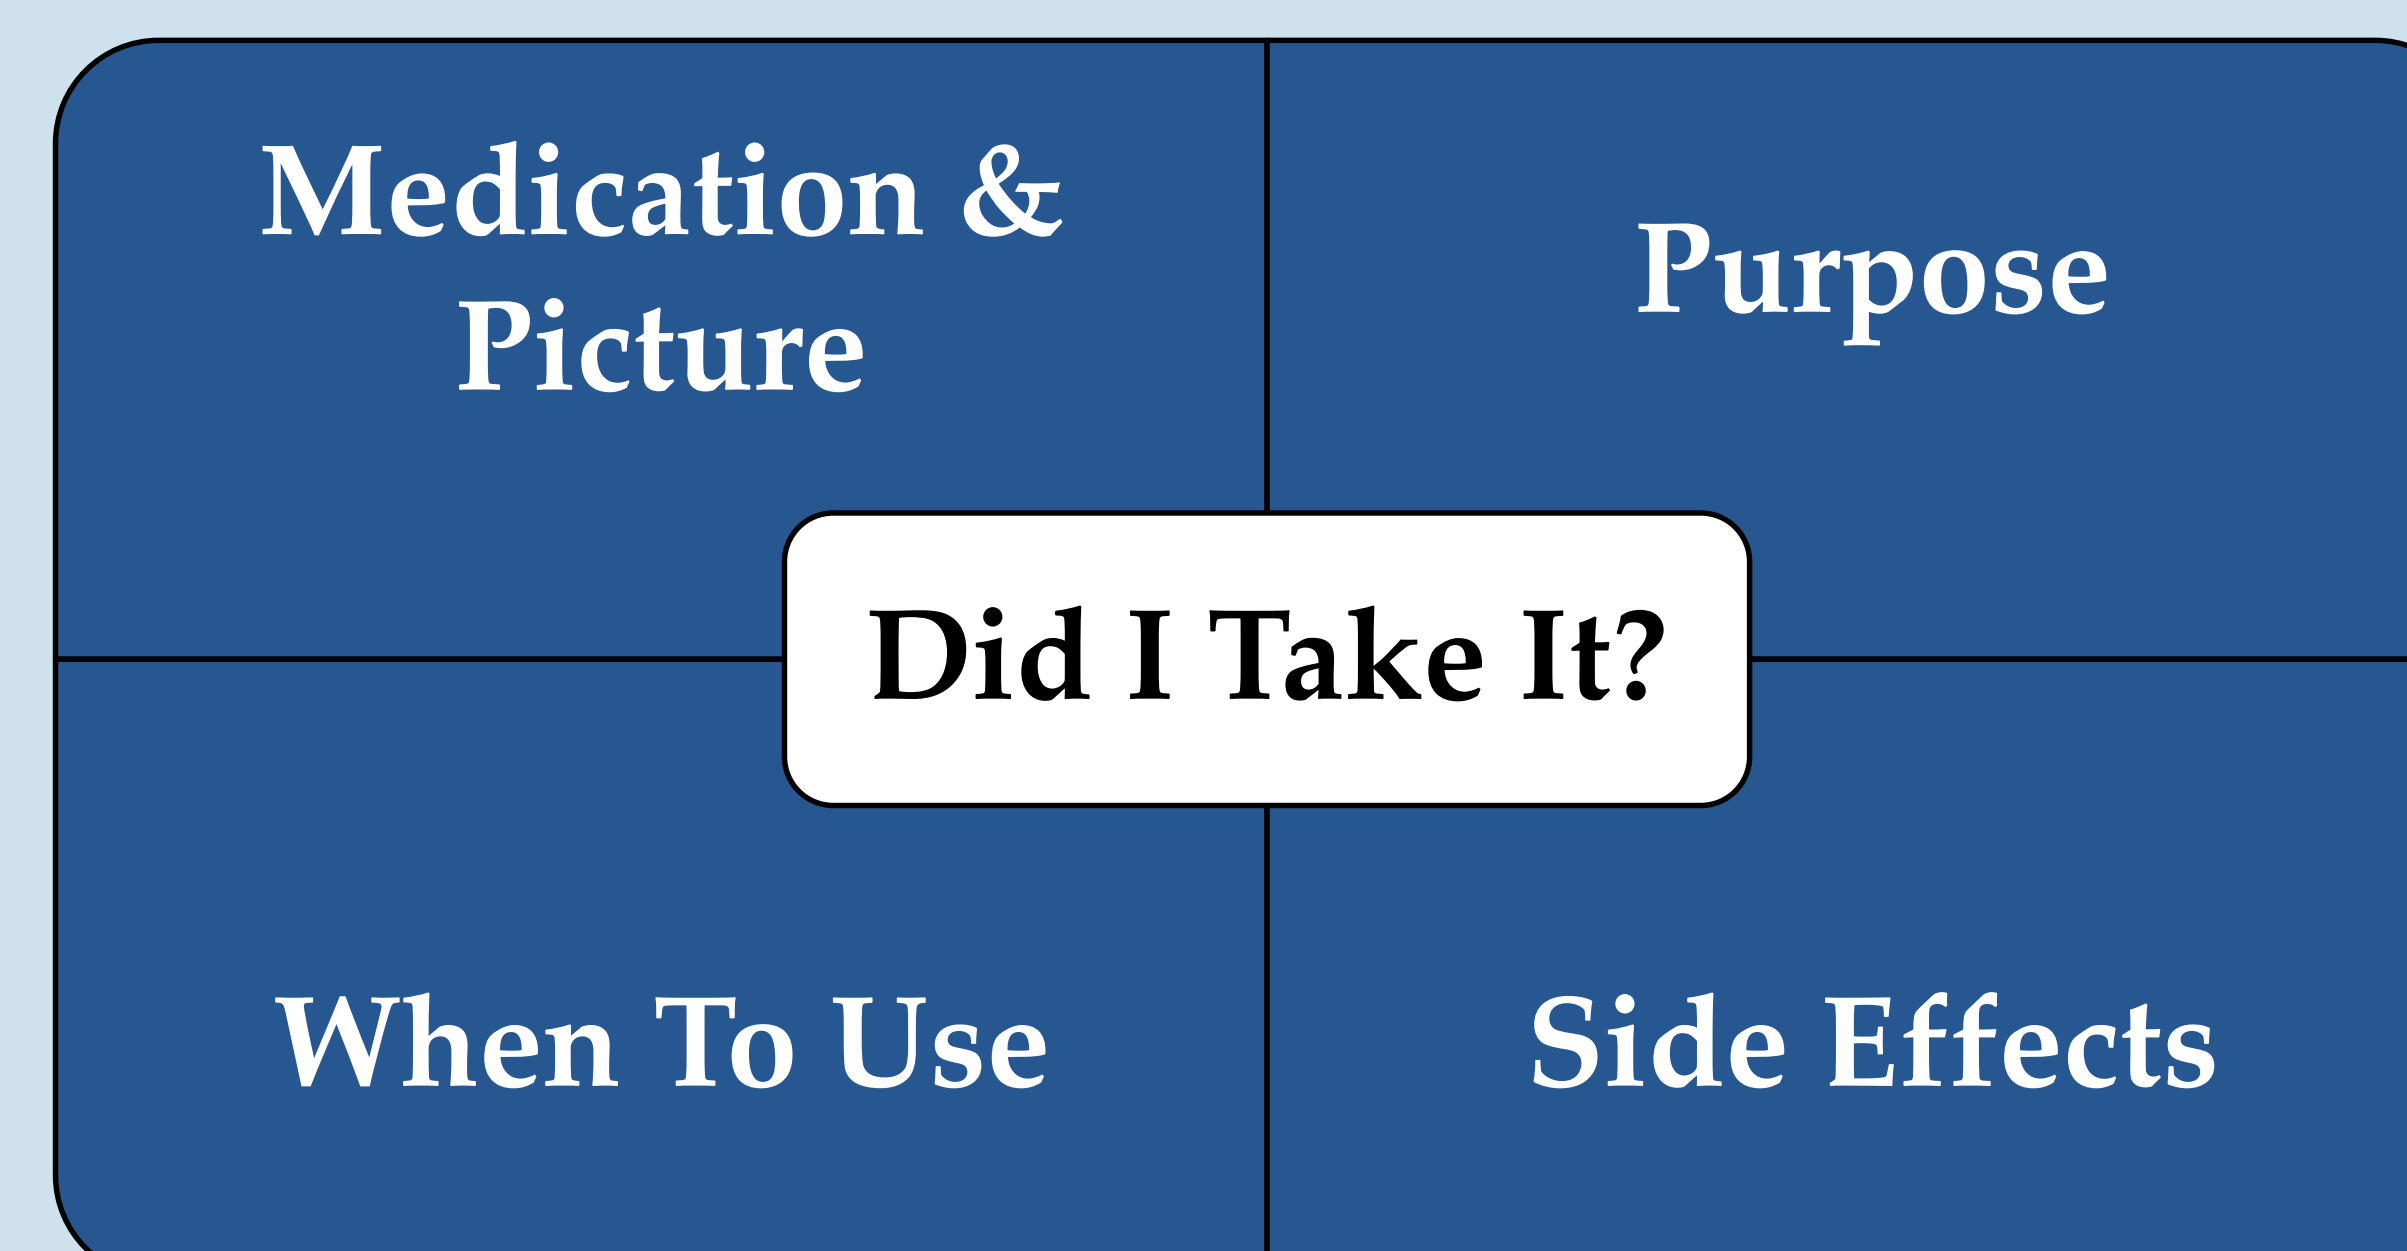 Medication &
Picture
Purpose
Did I Take It?
When To Use
Side Effects